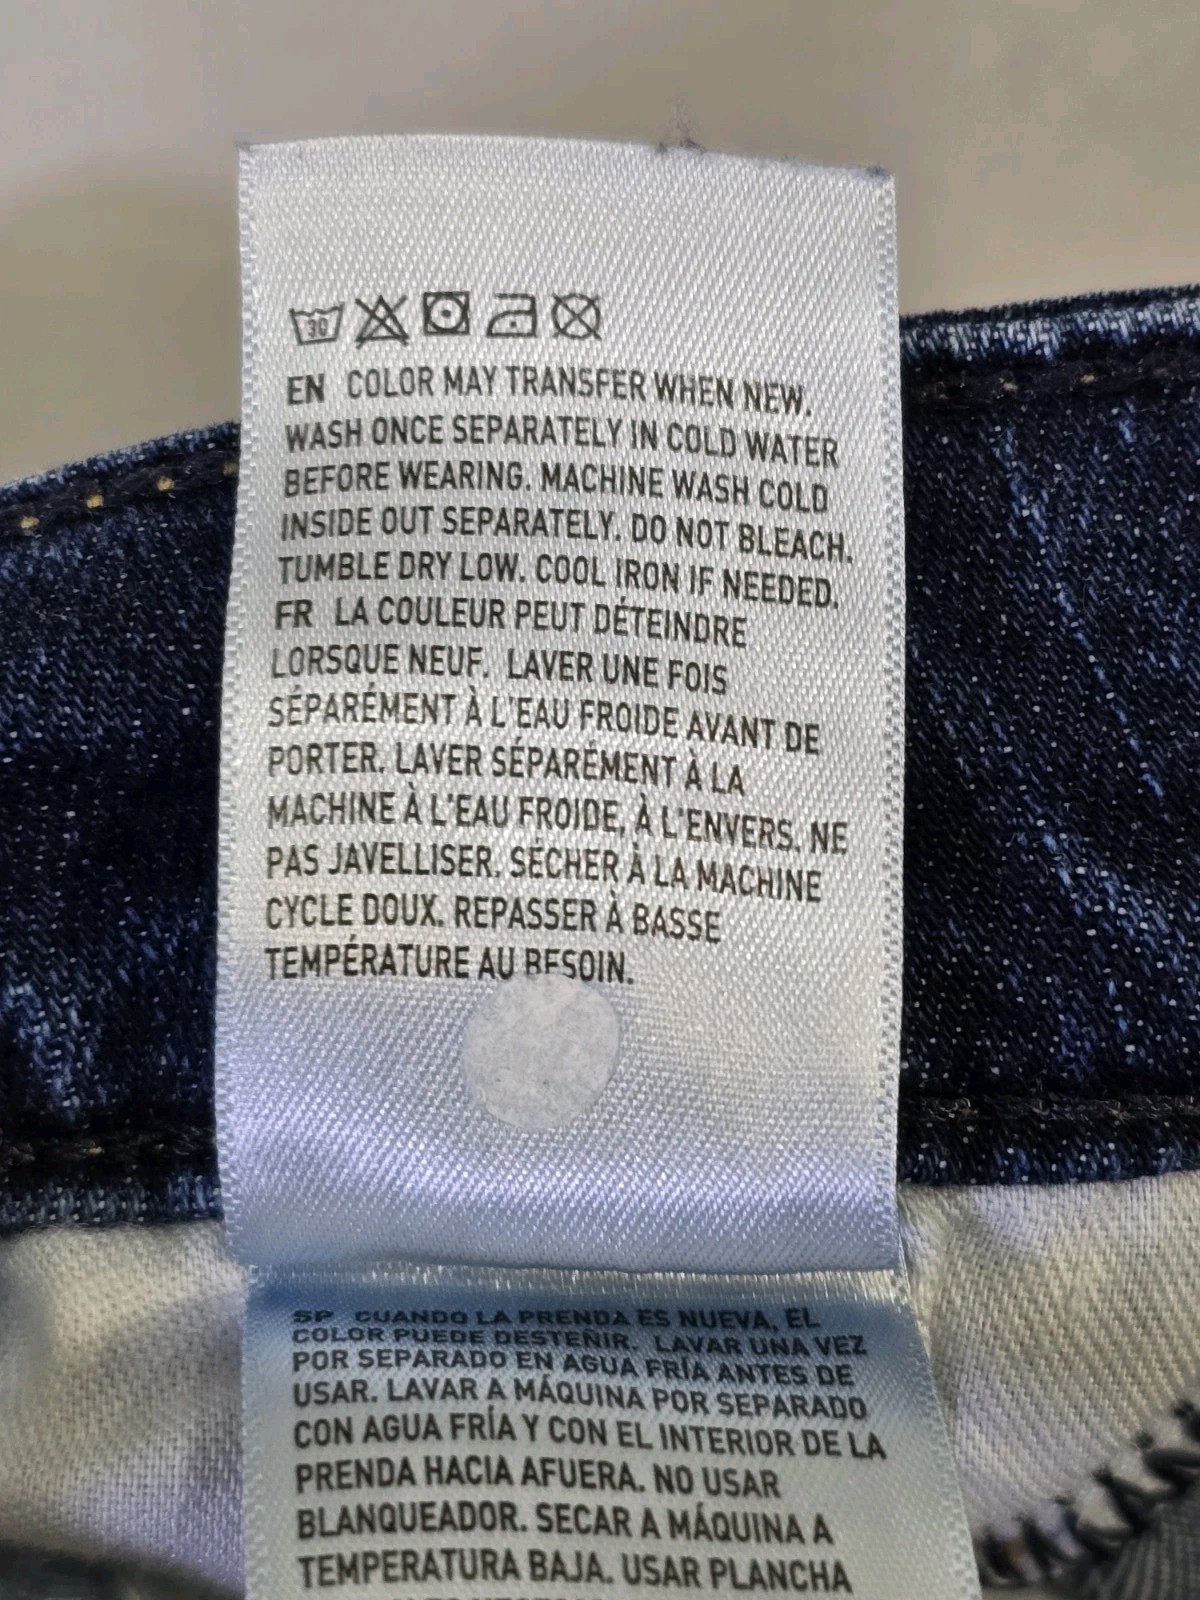 30
EN COLOR MAY TRANSFER WHEN NEW.
WASH ONCE SEPARATELY IN COLD WATER
BEFORE WEARING. MACHINE WASH COLD
INSIDE OUT SEPARATELY. DO NOT BLEACH.
TUMBLE DRY LOW. COOL IRON IF NEEDED.
FR LA COULEUR PEUT DÉTEINDRE
LORSQUE NEUF. LAVER UNE FOIS
SÉPARÉMENT À L'EAU FROIDE AVANT DE
PORTER. LAVER SÉPARÉMENT À LA
MACHINE À L'EAU FROIDE, À L'ENVERS. NE
PAS JAVELLISER. SÉCHER À LA MACHINE
CYCLE DOUX. REPASSER À BASSE
TEMPÉRATURE AU BESOIN.
SP CUANDO LA PRENDA ES NUEVA, EL
COLOR PUEDE DESTEÑIR. LAVAR UNA VEZ
POR SEPARADO EN AGUA FRÍA ANTES DE
USAR. LAVAR A MÁQUINA POR SEPARADO
CON AGUA FRÍA Y CON EL INTERIOR DE LA
PRENDA HACIA AFUERA. NO USAR
BLANQUEADOR. SECAR A MÁQUINA A
TEMPERATURA BAJA. USAR PLANCHA